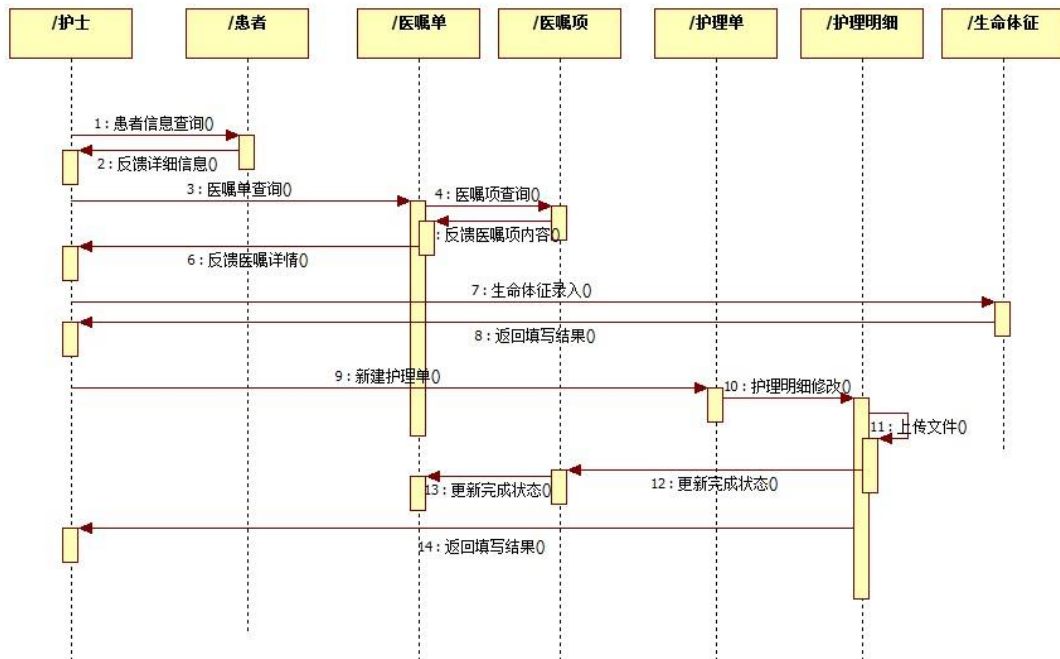 /护士
/患者
/医嘱单
/医嘱项
/护理单
/护理明细
/生命体征
1 : 患者信息查询()
2 : 反馈详细信息()
3 : 医嘱单查询()
4 : 医嘱项查询()
: 反馈医嘱项内容()
6 : 反馈医嘱详情()
7 : 生命体征录入()
8 : 返回填写结果()
9 : 新建护理单()
10 : 护理明细修改()
11 : 上传文件()
12 : 更新完成状态()
13 : 更新完成状态()
14 : 返回填写结果()